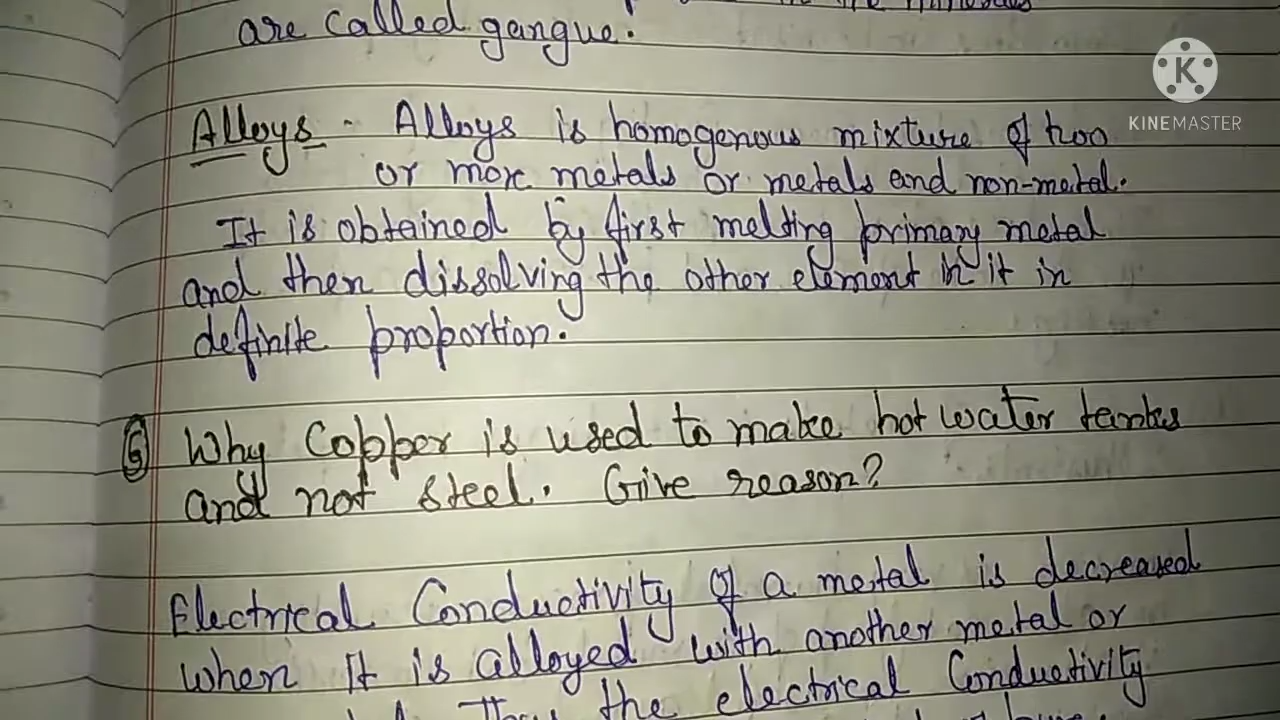 are called gangue.
Alloys - Alloys is homogenous mixture of two
or more metals or metals and non-metal.
It is obtained by first melting primary metal
and then dissolving the other element in it in
definite proportion.
5 Why Copper is used to make hot water tanks
and not steel. Give reason?
Electrical Conductivity of a metal is decreased
when it is alloyed with another metal or
the electrical Conductivity
K
KINEMASTER